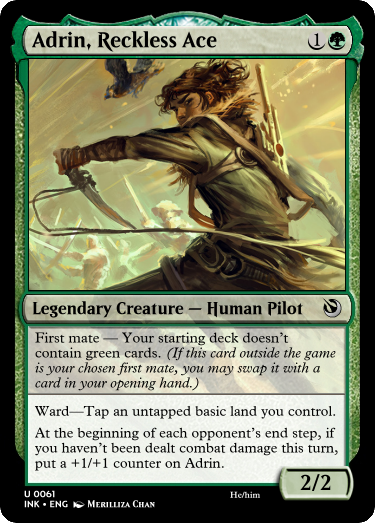 Adrin, Reckless Ace 1
Legendary Creature — Human Pilot
First mate — Your starting deck doesn't
contain green cards. (If this card outside the game
is your chosen first mate, you may swap it with a
card in your opening hand.)
Ward—Tap an untapped basic land you control.
At the beginning of each opponent's end step, if
you haven't been dealt combat damage this turn,
put a +1/+1 counter on Adrin.
2/2
U 0061
INK • ENG Merilliza Chan
He/him